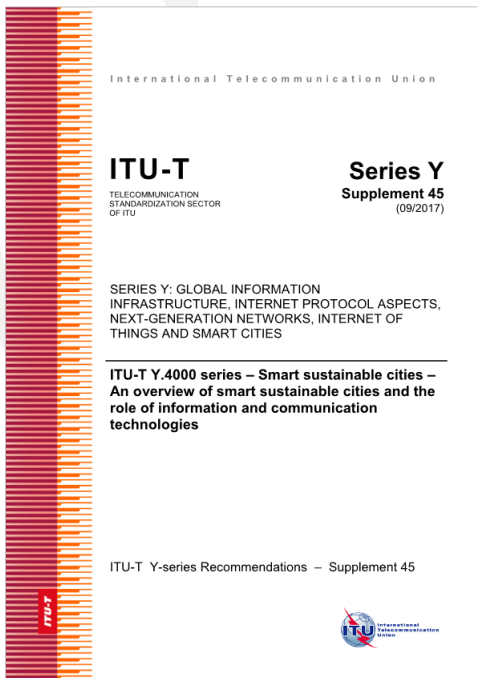 International Telecommunication Union
ITU-T
TELECOMMUNICATION
STANDARDIZATION SECTOR
OF ITU
Series Y
Supplement 45
(09/2017)
SERIES Y: GLOBAL INFORMATION
INFRASTRUCTURE, INTERNET PROTOCOL ASPECTS,
NEXT-GENERATION NETWORKS, INTERNET OF
THINGS AND SMART CITIES
ITU-T Y.4000 series – Smart sustainable cities –
An overview of smart sustainable cities and the
role of information and communication
technologies
ITU-T Y-series Recommendations – Supplement 45
ITU-T
ITU
International
Telecommunication
Union